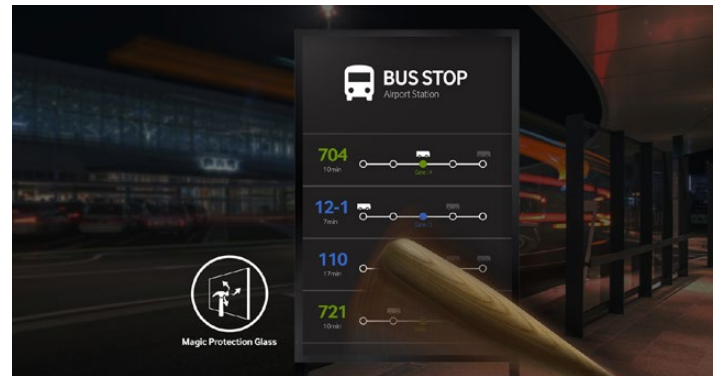 BUS STOP
Airport Station
704
10min
12-1
7min
110
17min
721
10min
Magic Protection Glass